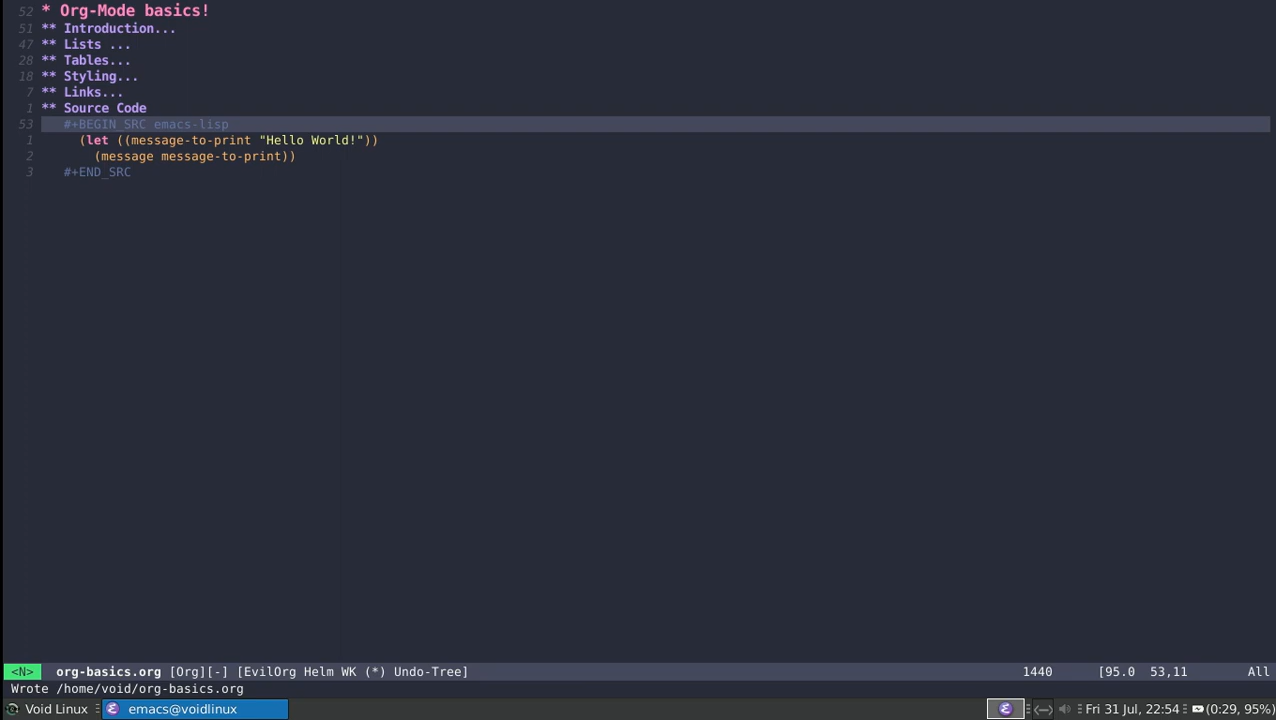 52 * Org-Mode basics!
51 ** Introduction...
47 ** Lists ...
28 ** Tables...
18 ** Styling...
7 ** Links...
1 ** Source Code
53 #+BEGIN_SRC emacs-lisp
1 (let ((message-to-print "Hello World!"))
2 (message message-to-print))
3 #+END_SRC
<N> org-basics.org [Org][-] [EvilOrg Helm WK (*) Undo-Tree] 1440 [95.0 53,11 All
Wrote /home/void/org-basics.org
Void Linux emacs@voidlinux Fri 31 Jul, 22:54 (0:29, 95%)